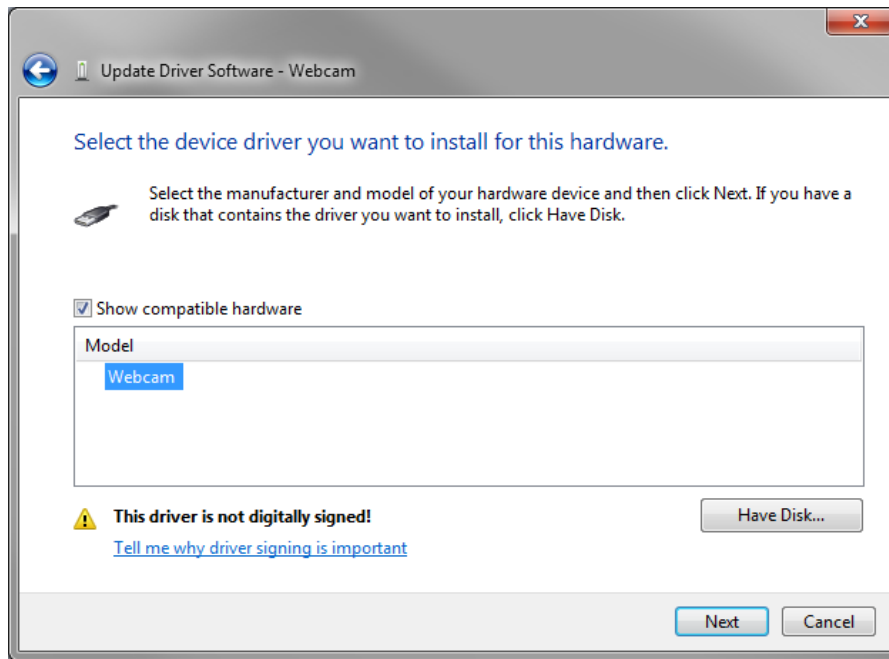 Update Driver Software - Webcam
Select the device driver you want to install for this hardware.
Select the manufacturer and model of your hardware device and then click Next. If you have a
disk that contains the driver you want to install, click Have Disk.
Show compatible hardware
Model
Webcam
This driver is not digitally signed!
Have Disk...
Tell me why driver signing is important
Next
Cancel